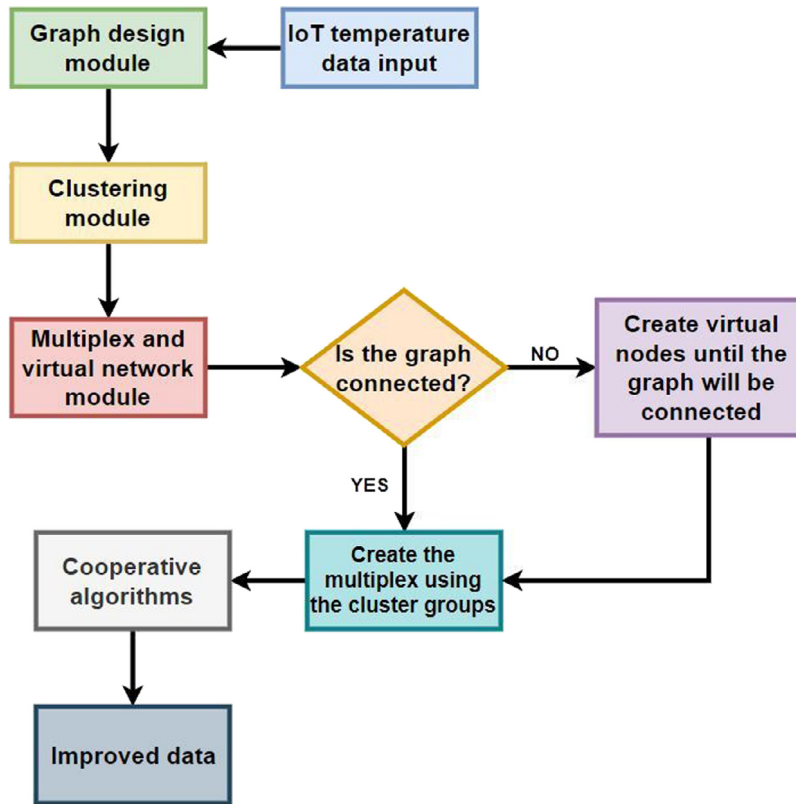 Graph design
module
IoT temperature
data input
Clustering
module
Multiplex and
virtual network
module
Is the graph
connected?
NO
Create virtual
nodes until the
graph will be
connected
YES
Create the
multiplex using
the cluster groups
Cooperative
algorithms
Improved data